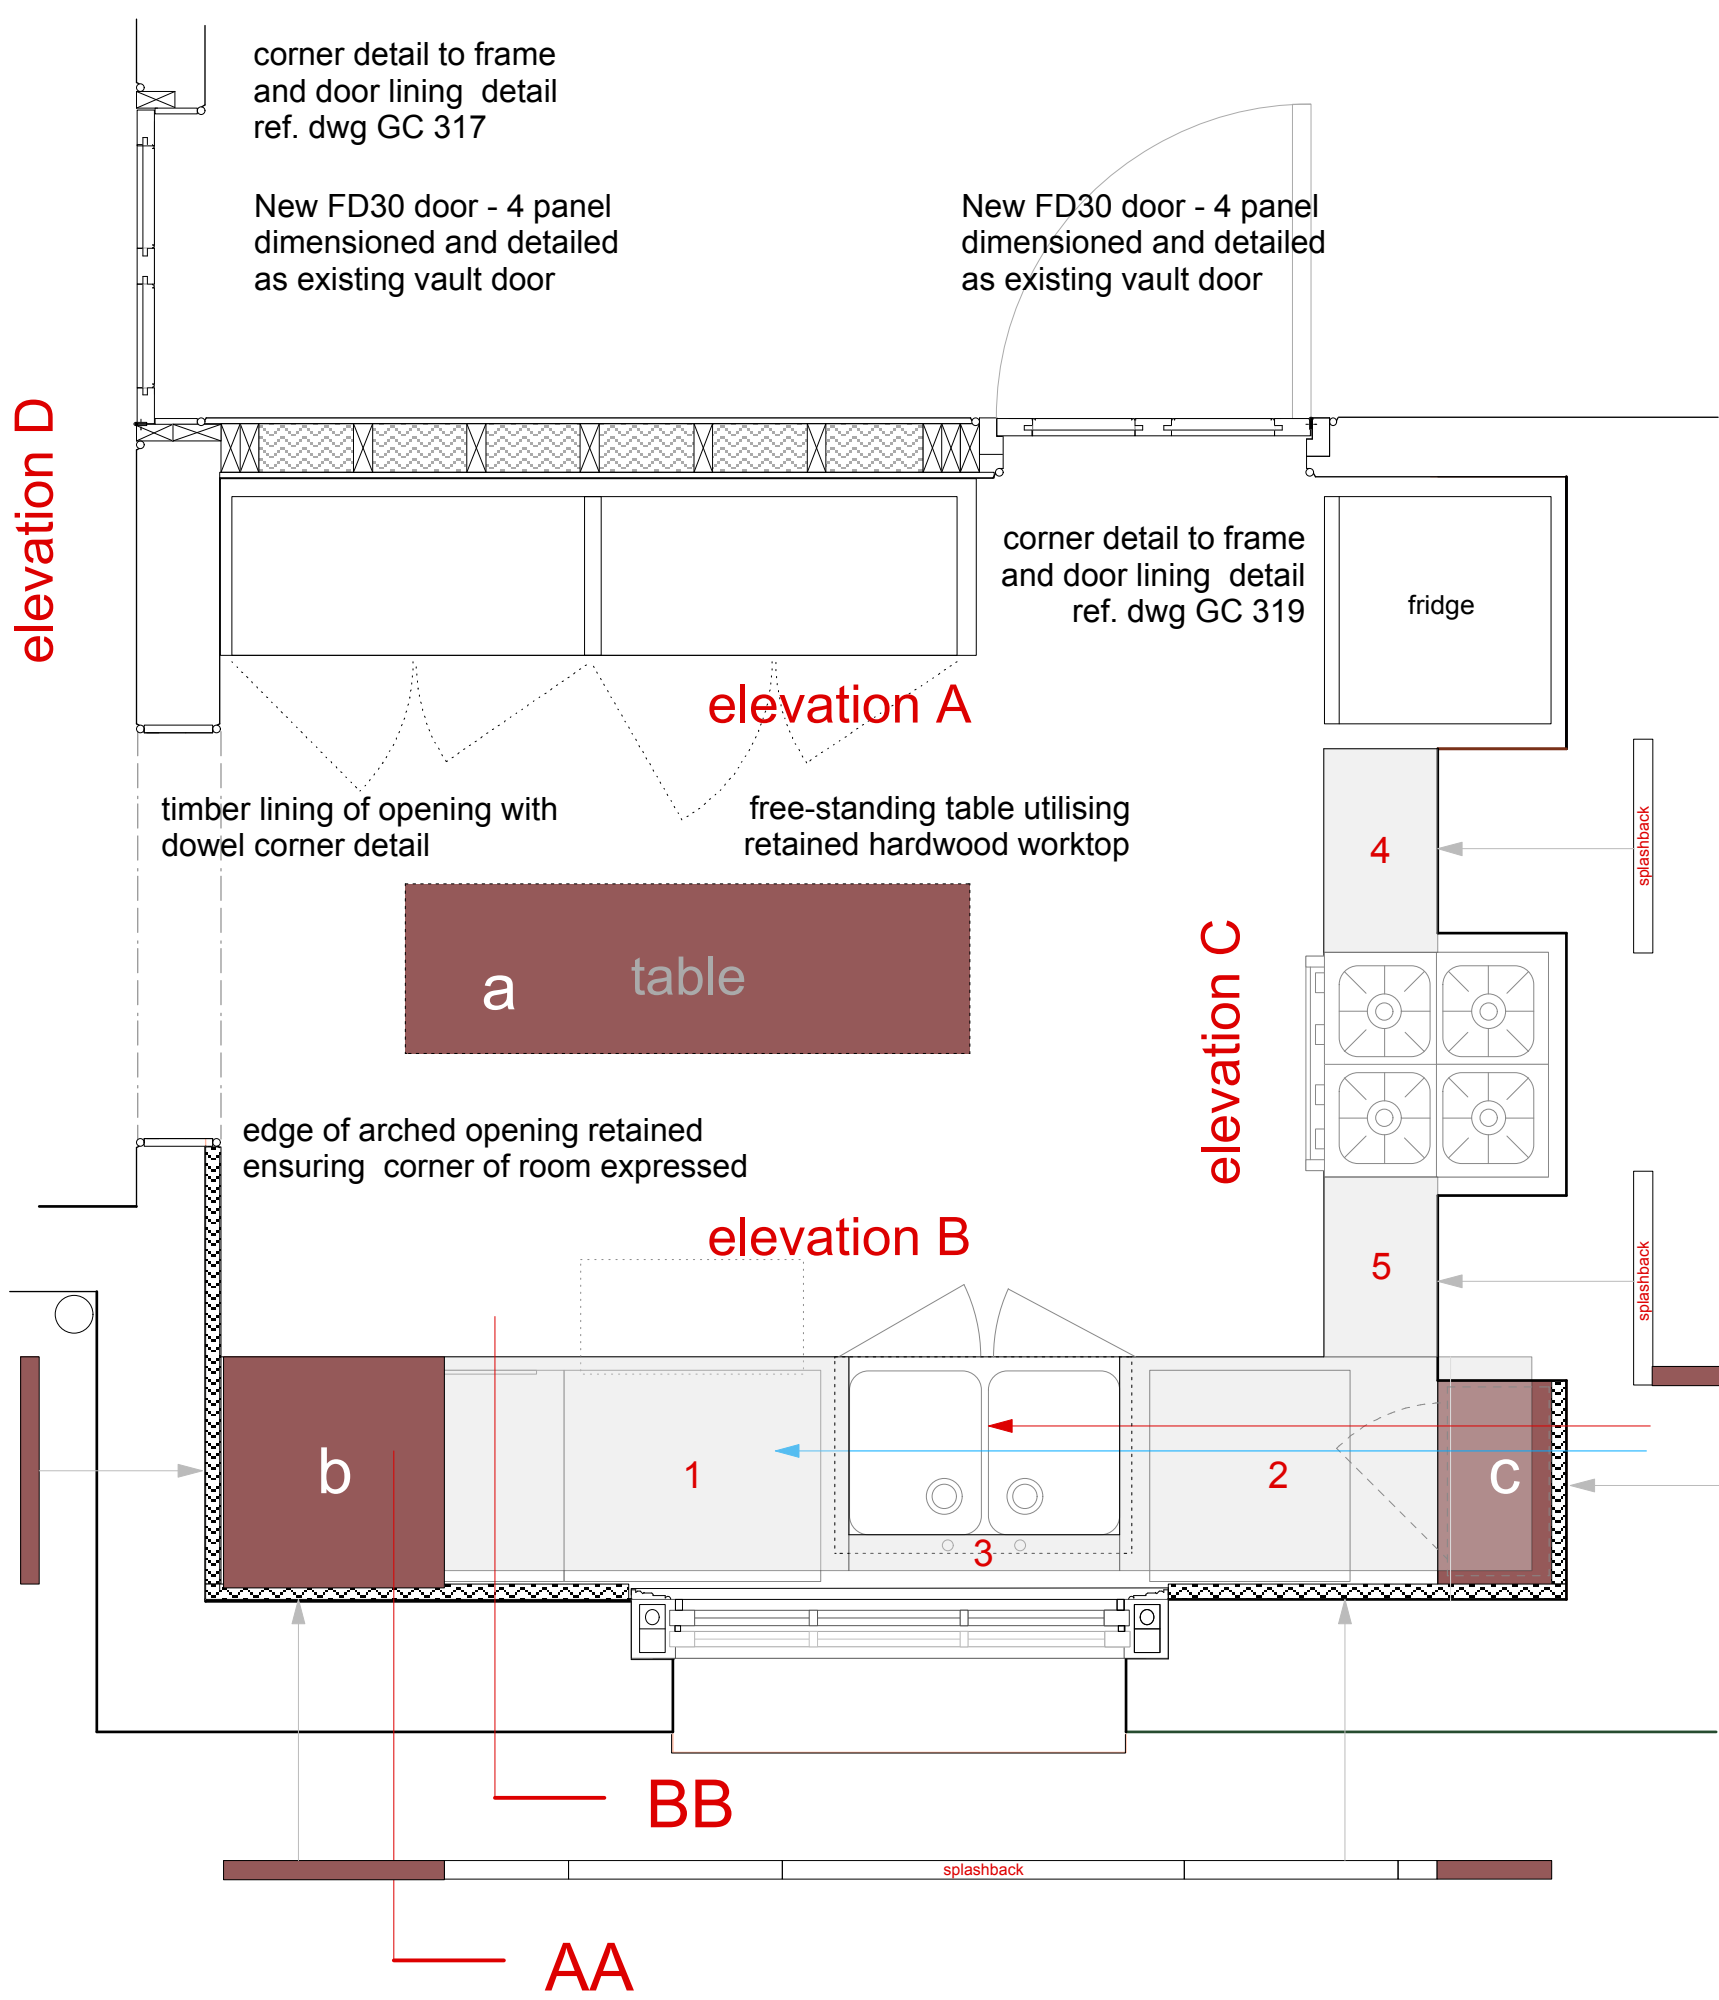 corner detail to frame
and door lining detail
ref. dwg GC 317
New FD30 door - 4 panel
dimensioned and detailed
as existing vault door
New FD30 door - 4 panel
dimensioned and detailed
as existing vault door
elevation D
corner detail to frame
and door lining detail
ref. dwg GC 319
fridge
elevation A
timber lining of opening with
dowel corner detail
free-standing table utilising
retained hardwood worktop
4
splashback
a
table
elevation C
edge of arched opening retained
ensuring corner of room expressed
elevation B
5
splashback
b
1
2
c
3
BB
splashback
AA